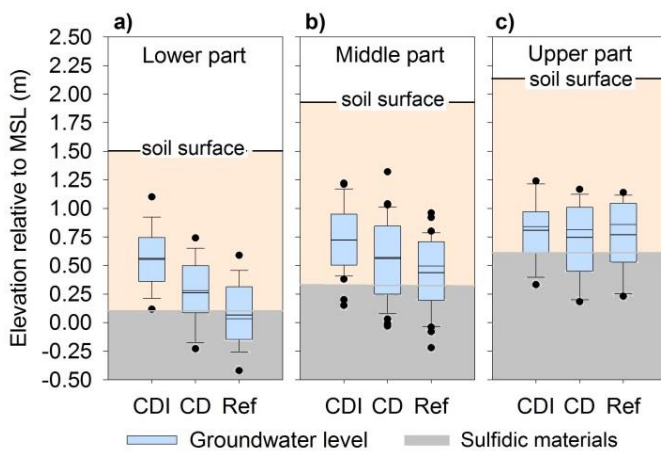 a) b) c)
Elevation relative to MSL (m)
2.50
2.25
2.00
1.75
1.50
1.25
1.00
0.75
0.50
0.25
0.00
-0.25
-0.50
Lower part
soil surface
CDI CD Ref
Middle part
soil surface
CDI CD Ref
Upper part
soil surface
CDI CD Ref
Groundwater level
Sulfidic materials